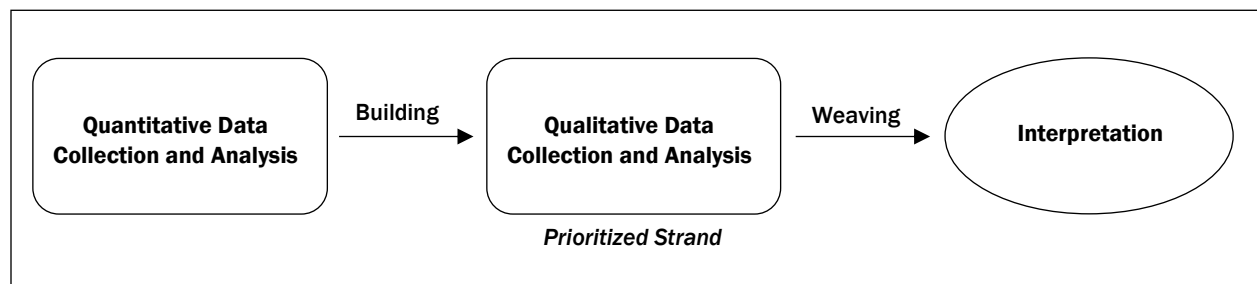 Quantitative Data
Collection and Analysis
Building
Qualitative Data
Collection and Analysis
Prioritized Strand
Weaving
Interpretation